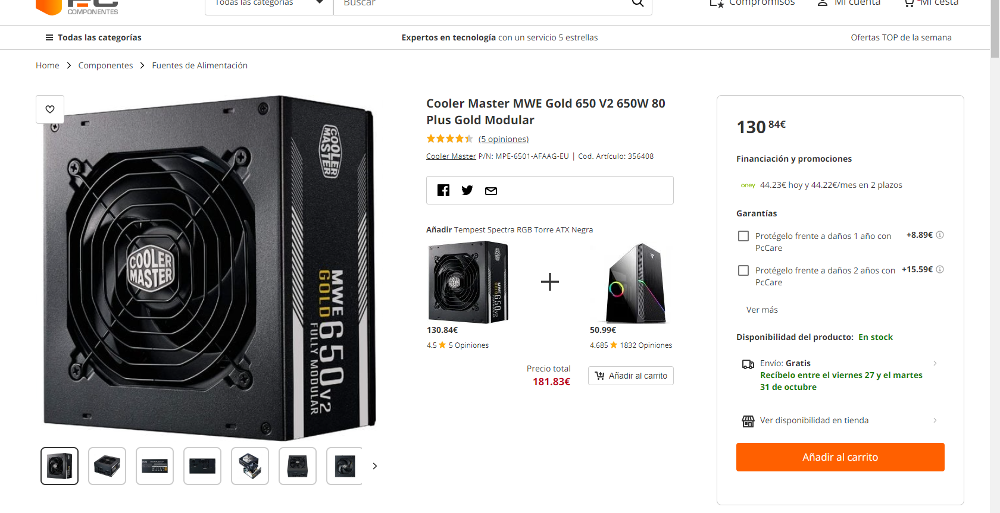 PC
COMPONENTES
Todas las categorías
Buscar
Compromisos
Mi cuenta
Mi cesta
Todas las categorías
Expertos en tecnología con un servicio 5 estrellas
Ofertas TOP de la semana
Home
Componentes
Fuentes de Alimentación
COOLER MASTER
COOLER MASTER
MWE
GOLD
650 V2
FULLY MODULAR
Cooler Master MWE Gold 650 V2 650W 80
Plus Gold Modular
(5 opiniones)
Cooler Master P/N: MPE-6501-AFAAG-EU | Cod. Artículo: 356408
Añadir Tempest Spectra RGB Torre ATX Negra
130.84€
4.5 5 Opiniones
50.99€
4.685 1832 Opiniones
Precio total
181.83€
Añadir al carrito
130 84€
Financiación y promociones
oney 44.23€ hoy y 44.22€/mes en 2 plazos
Garantías
Protégelo frente a daños 1 año con
PcCare
+8.89€
Protégelo frente a daños 2 años con
PcCare
+15.59€
Ver más
Disponibilidad del producto: En stock
Envío: Gratis
Recíbelo entre el viernes 27 y el martes
31 de octubre
Ver disponibilidad en tienda
Añadir al carrito